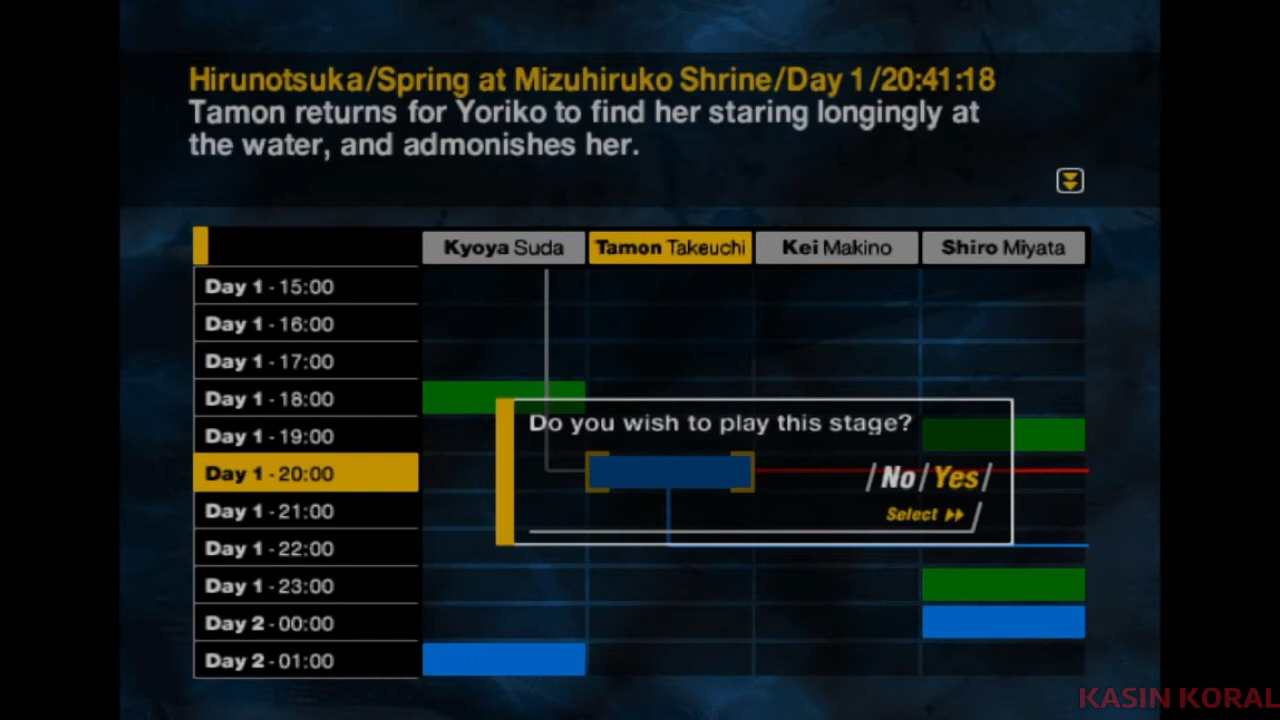 Hirunotsuka/Spring at Mizuhiruko Shrine/Day 1/20:41:18
Tamon returns for Yoriko to find her staring longingly at
the water, and admonishes her.
Kyoya Suda Tamon Takeuchi Kei Makino Shiro Miyata
Day 1 - 15:00
Day 1 - 16:00
Day 1 - 17:00
Day 1 - 18:00
Do you wish to play this stage?
Day 1 - 19:00
Day 1 - 20:00
/No/Yes/
Day 1 - 21:00
Select
Day 1 - 22:00
Day 1 - 23:00
Day 2 - 00:00
Day 2 - 01:00
KASIN KORAL